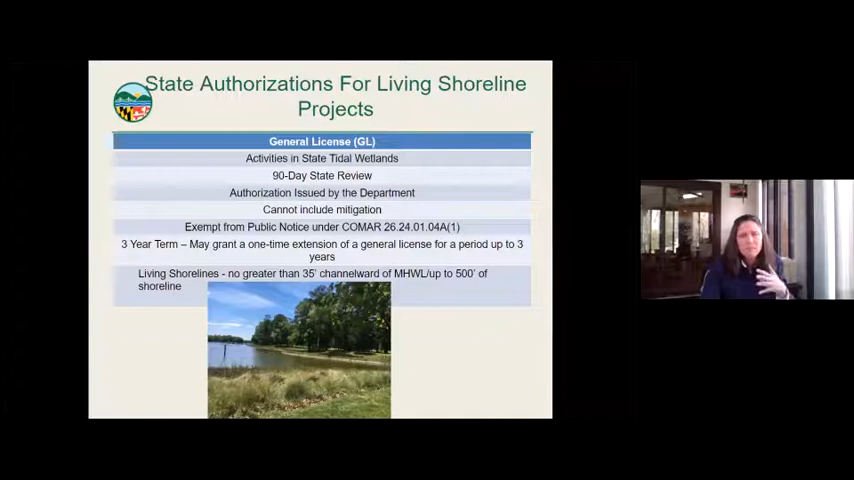 State Authorizations For Living Shoreline
Projects
General License (GL)
Activities in State Tidal Wetlands
90-Day State Review
Authorization Issued by the Department
Cannot include mitigation
Exempt from Public Notice under COMAR 26.24.01.04A(1)
3 Year Term – May grant a one-time extension of a general license for a period up to 3
years
Living Shorelines - no greater than 35' channelward of MHWL/up to 500' of
shoreline